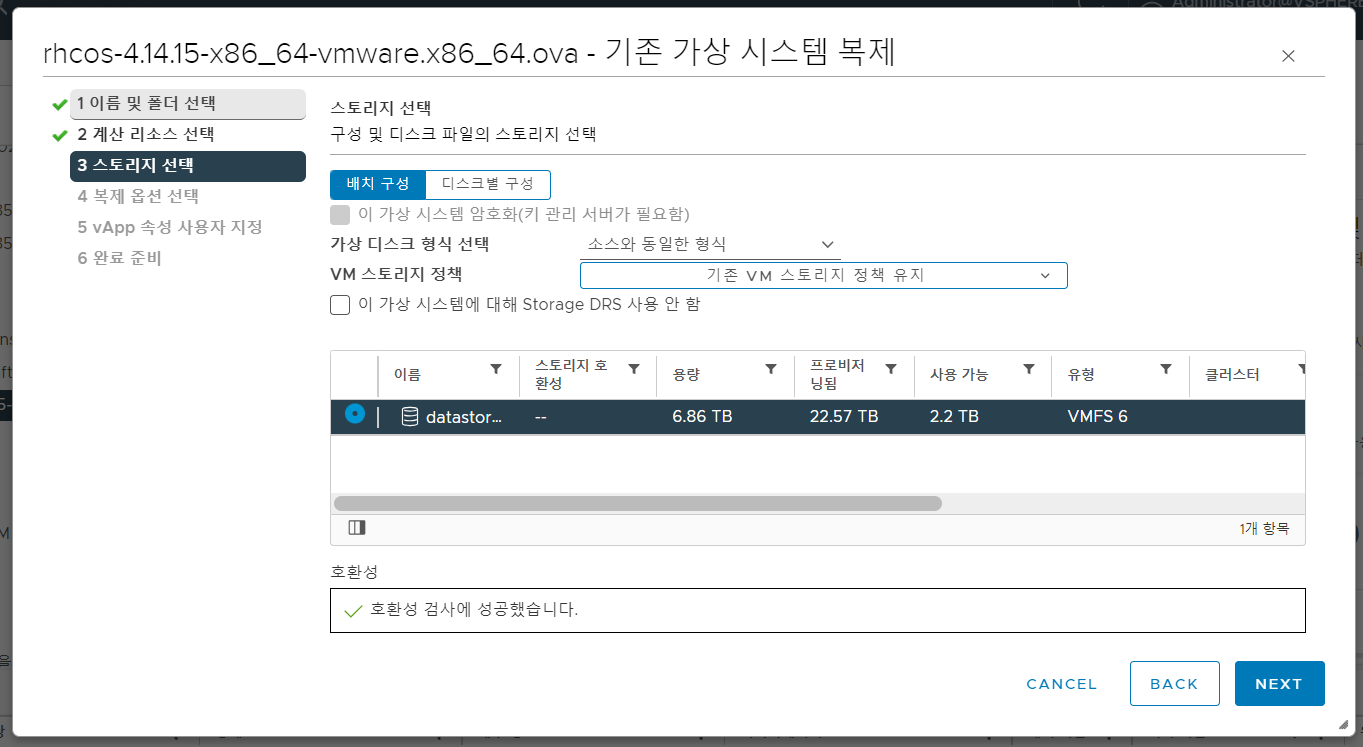 Administrator@VSPHERE
rhcos-4.14.15-x86_64-vmware.x86_64.ova - 기존 가상 시스템 복제
1 이름 및 폴더 선택
2 계산 리소스 선택
3 스토리지 선택
4 복제 옵션 선택
5 vApp 속성 사용자 지정
6 완료 준비
스토리지 선택
구성 및 디스크 파일의 스토리지 선택
배치 구성 디스크별 구성
이 가상 시스템 암호화(키 관리 서버가 필요함)
가상 디스크 형식 선택 소스와 동일한 형식
VM 스토리지 정책 기존 VM 스토리지 정책 유지
이 가상 시스템에 대해 Storage DRS 사용 안 함
이름 스토리지 호환성 용량 프로비저닝됨 사용 가능 유형 클러스터
datastor... -- 6.86 TB 22.57 TB 2.2 TB VMFS 6
1개 항목
호환성
호환성 검사에 성공했습니다.
CANCEL BACK NEXT